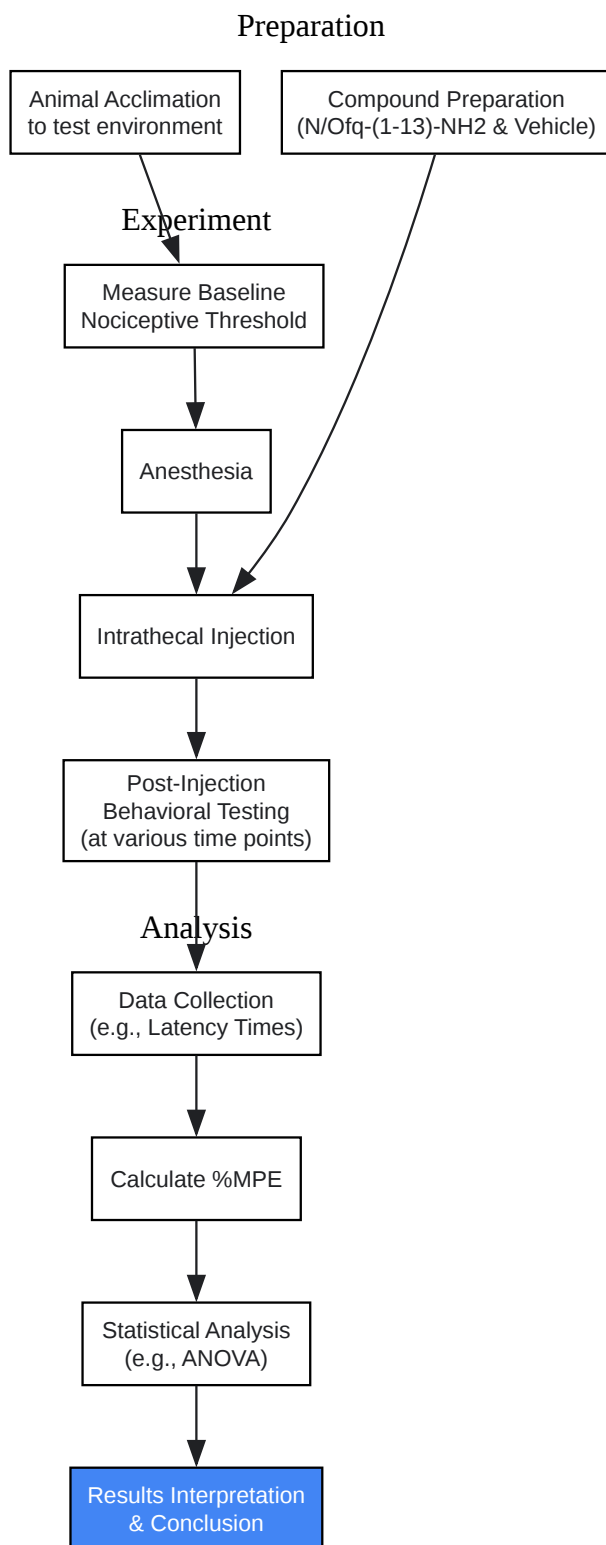 Preparation
Animal Acclimation
to test environment
Compound Preparation
(N/Ofq-(1-13)-NH2 & Vehicle)
Experiment
Measure Baseline
Nociceptive Threshold
Anesthesia
Intrathecal Injection
Post-Injection
Behavioral Testing
(at various time points)
Analysis
Data Collection
(e.g., Latency Times)
Calculate %MPE
Statistical Analysis
(e.g., ANOVA)
Results Interpretation
& Conclusion